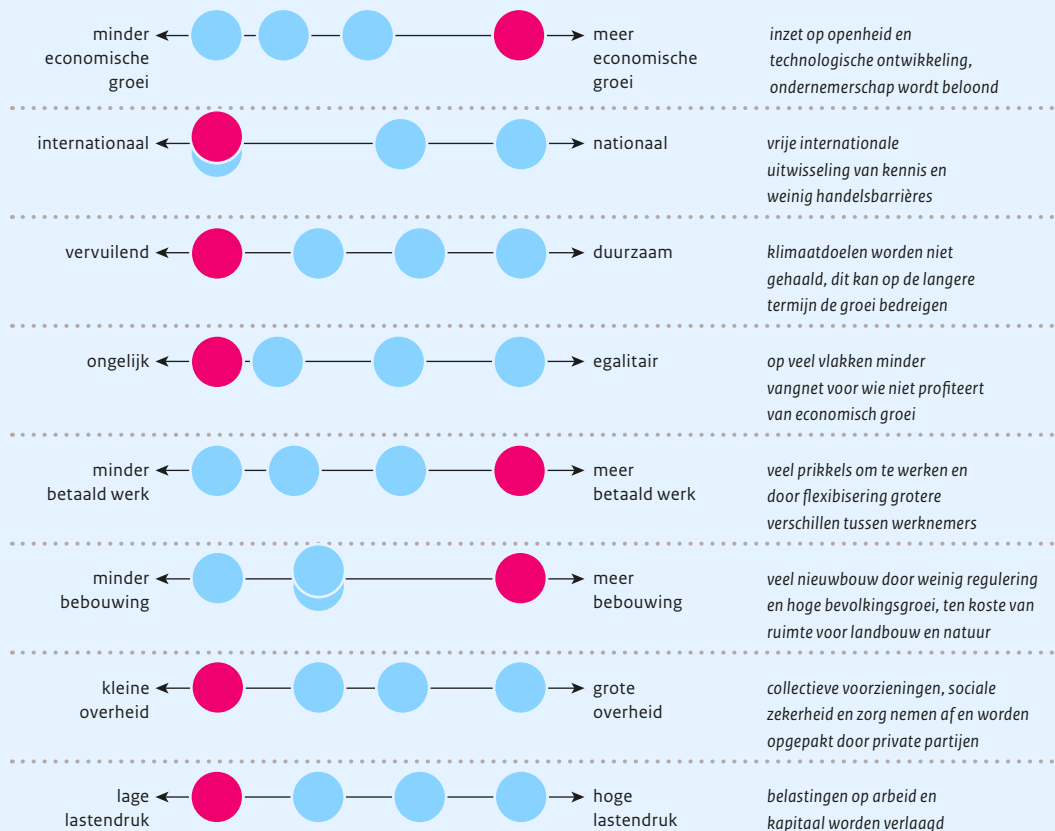 minder
economische
groei
meer
economische
groei
inzet op openheid en
technologische ontwikkeling,
ondernemerschap wordt beloond
internationaal
nationaal
vrije internationale
uitwisseling van kennis en
weinig handelsbarrières
vervuilend
duurzaam
klimaatdoelen worden niet
gehaald, dit kan op de langere
termijn de groei bedreigen
ongelijk
egalitair
op veel vlakken minder
vangnet voor wie niet profiteert
van economisch groei
minder
betaald werk
meer
betaald werk
veel prikkels om te werken en
door flexibisering grotere
verschillen tussen werknemers
minder
bebouwing
meer
bebouwing
veel nieuwbouw door weinig regulering
en hoge bevolkingsgroei, ten koste van
ruimte voor landbouw en natuur
kleine
overheid
grote
overheid
collectieve voorzieningen, sociale
zekerheid en zorg nemen af en worden
opgepakt door private partijen
lage
lastendruk
hoge
lastendruk
belastingen op arbeid en
kapitaal worden verlaagd